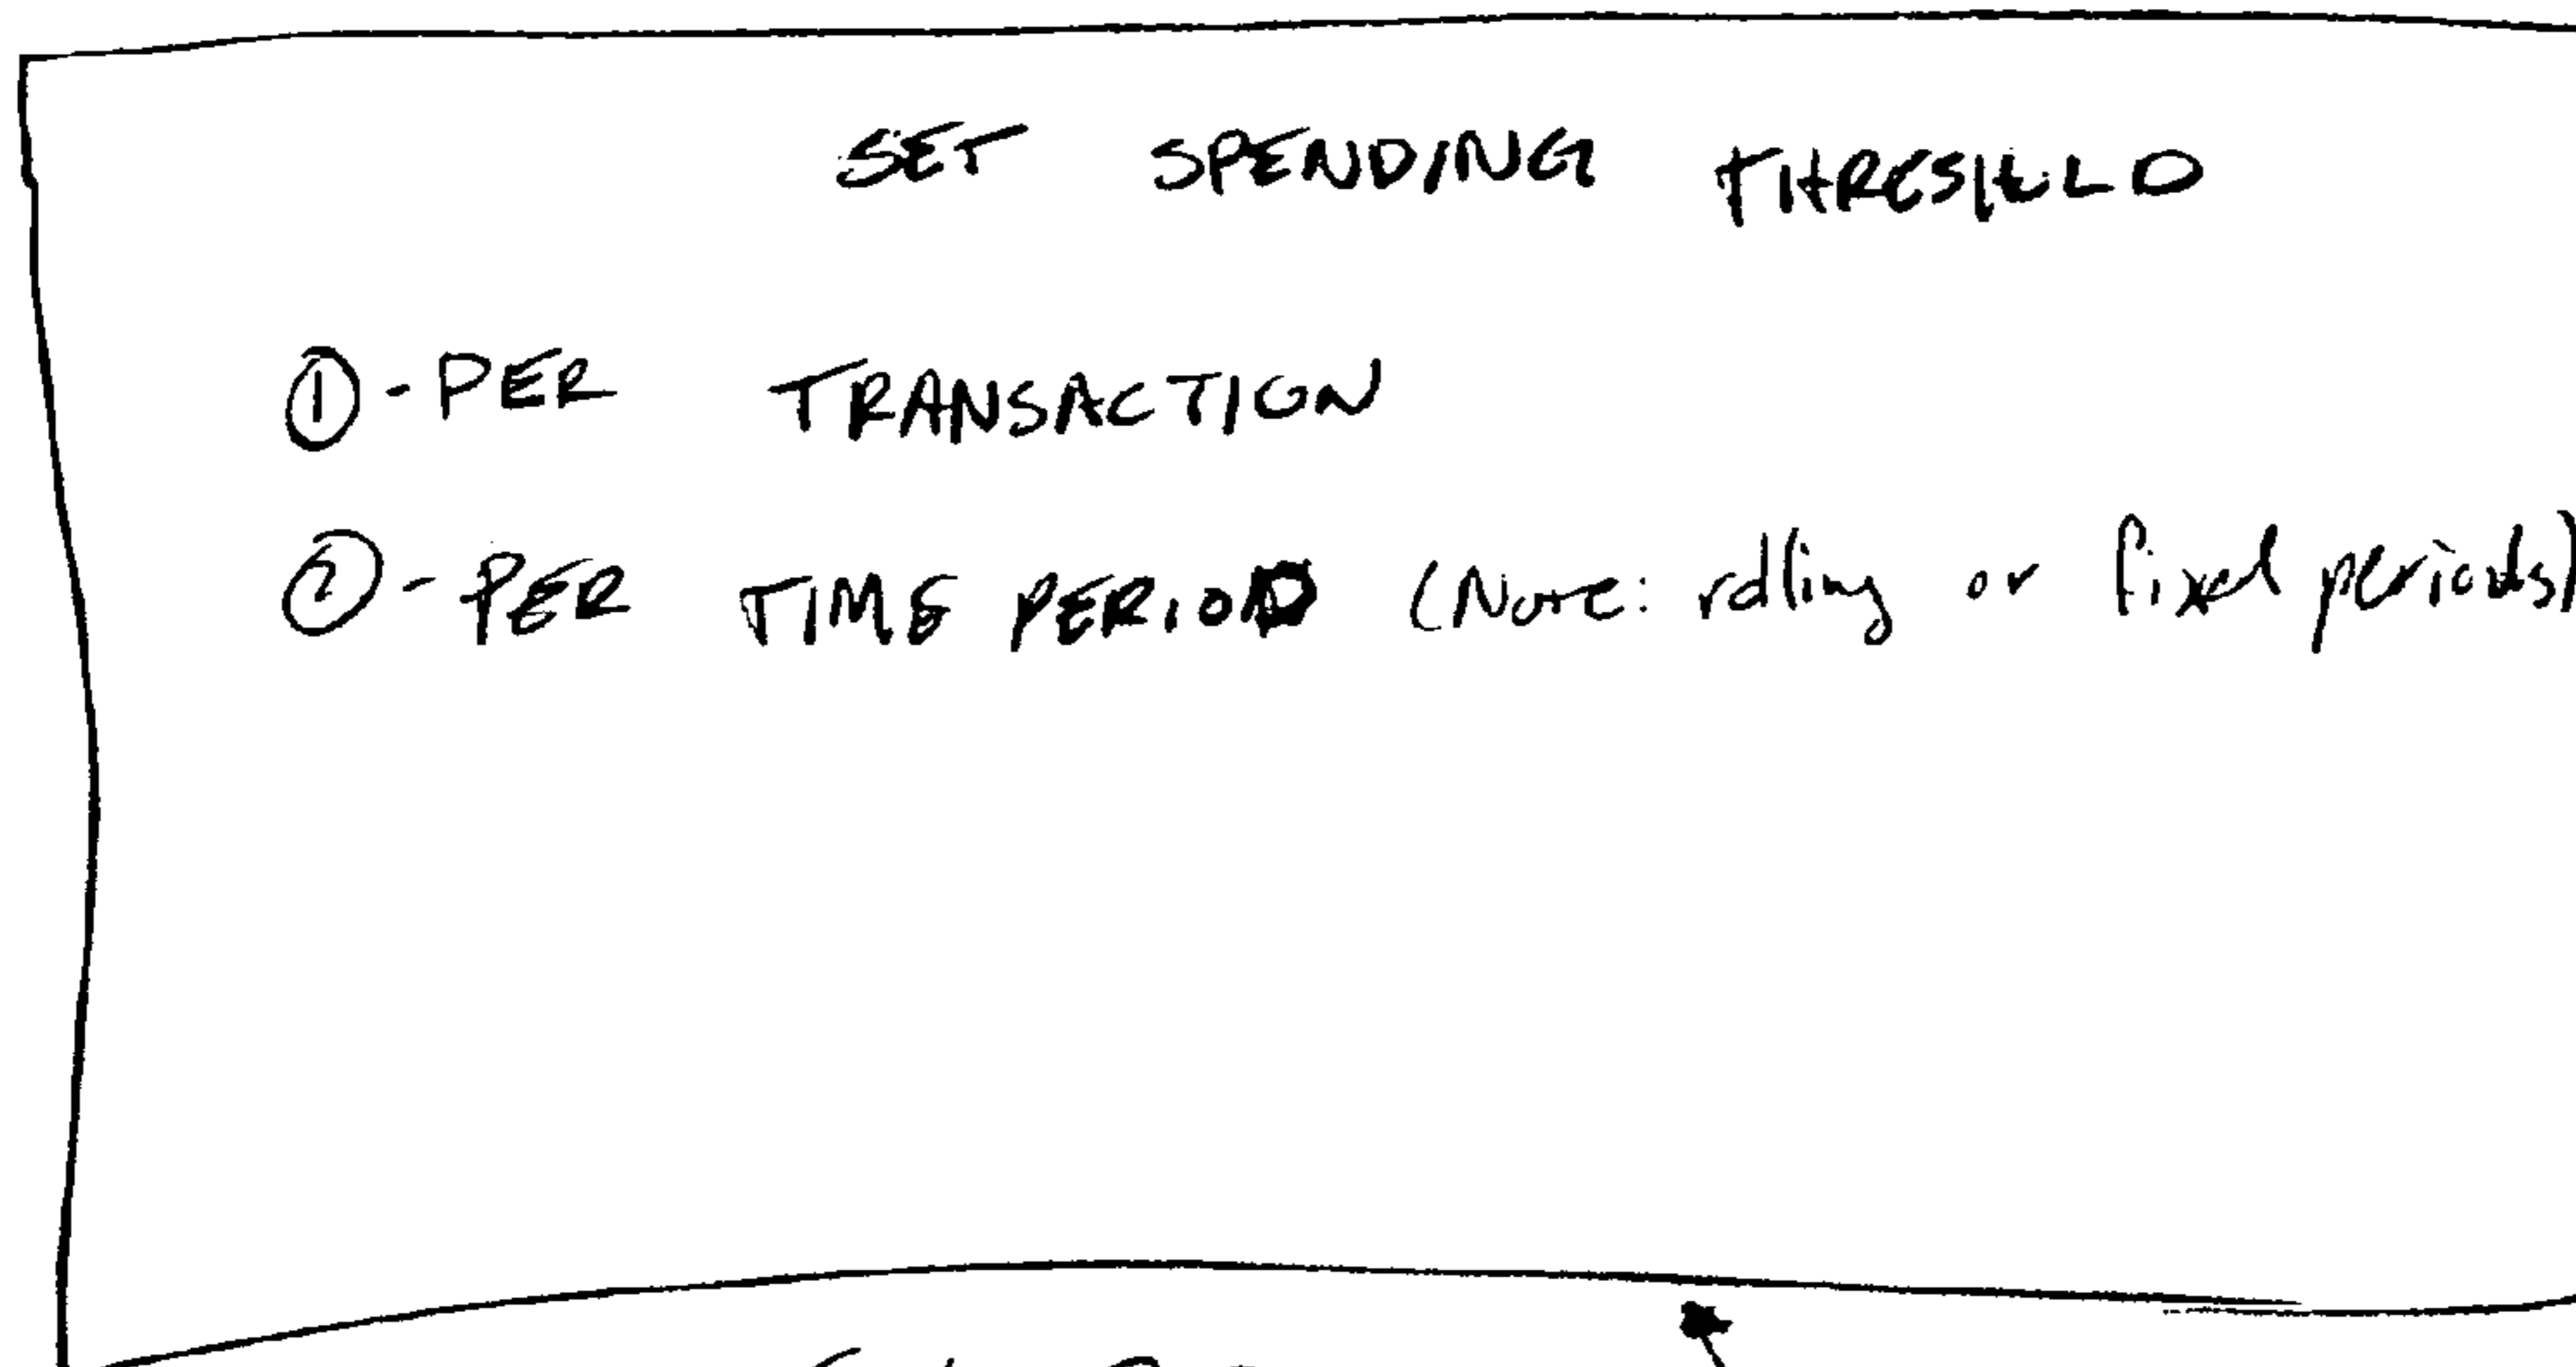 SET SPENDING THRESHOLD
① - PER TRANSACTION
② - PER TIME PERIOD (Note: rolling or fixed periods)